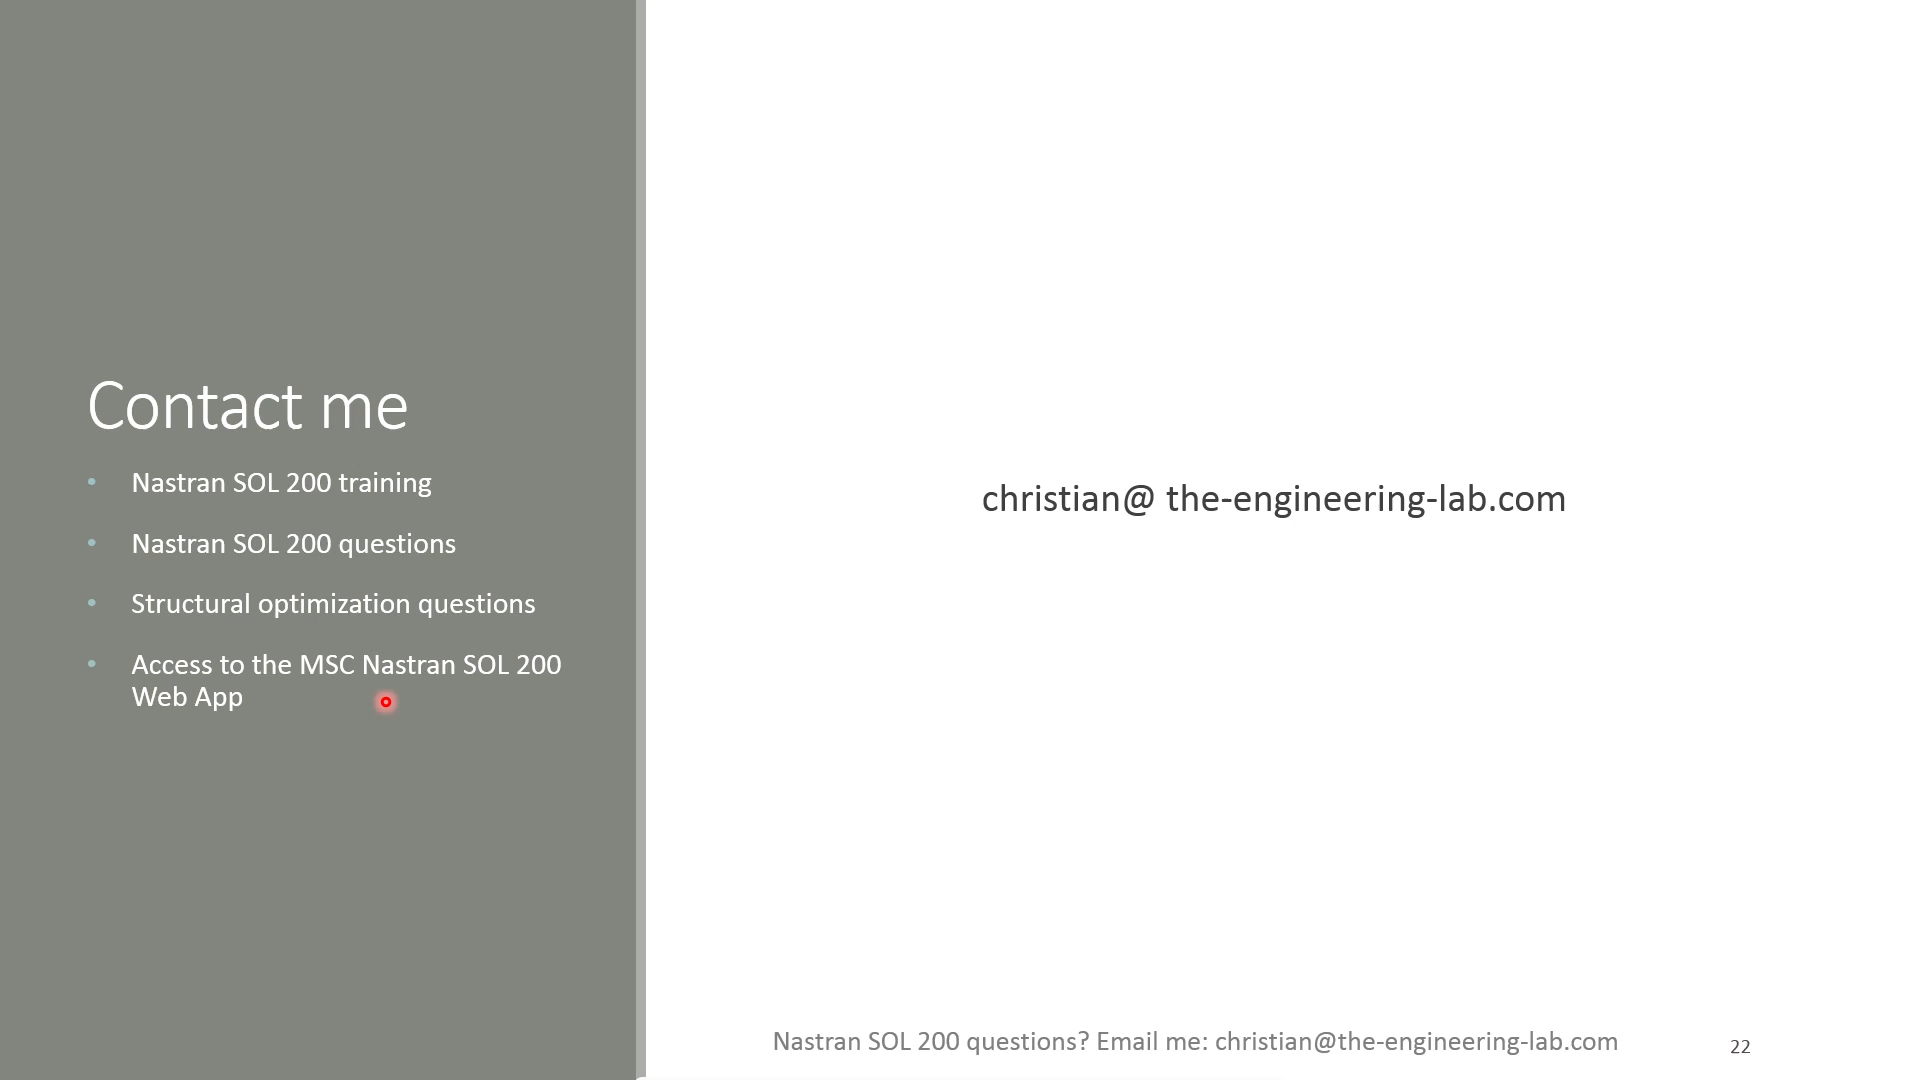 Contact me
• Nastran SOL 200 training
• Nastran SOL 200 questions
• Structural optimization questions
• Access to the MSC Nastran SOL 200
Web App
christian@ the-engineering-lab.com
Nastran SOL 200 questions? Email me: christian@the-engineering-lab.com
22